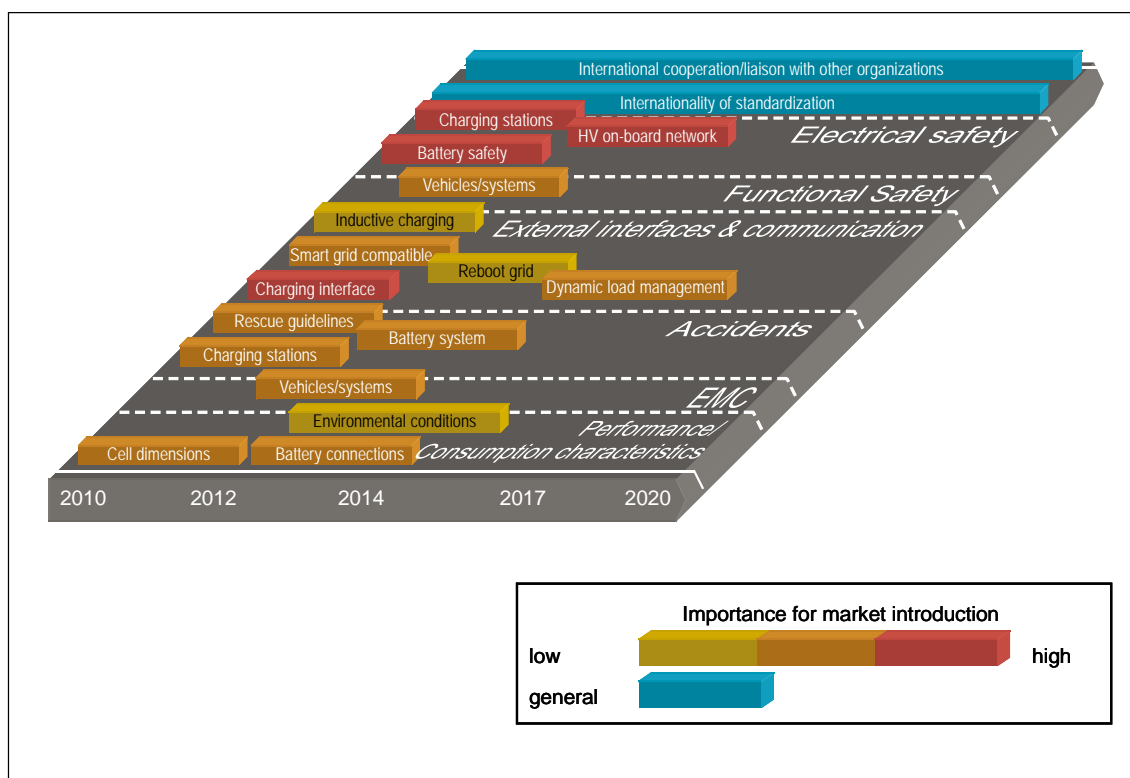 International cooperation/liaison with other organizations
Internationality of standardization
Charging stations
HV on-board network
Electrical safety
Battery safety
Vehicles/systems
Functional Safety
Inductive charging
External interfaces & communication
Smart grid compatible
Reboot grid
Charging interface
Dynamic load management
Rescue guidelines
Accidents
Battery system
Charging stations
Vehicles/systems
EMC
Environmental conditions
Performance/
Consumption characteristics
Cell dimensions
Battery connections
2010
2012
2014
2017
2020
Importance for market introduction
low
high
general